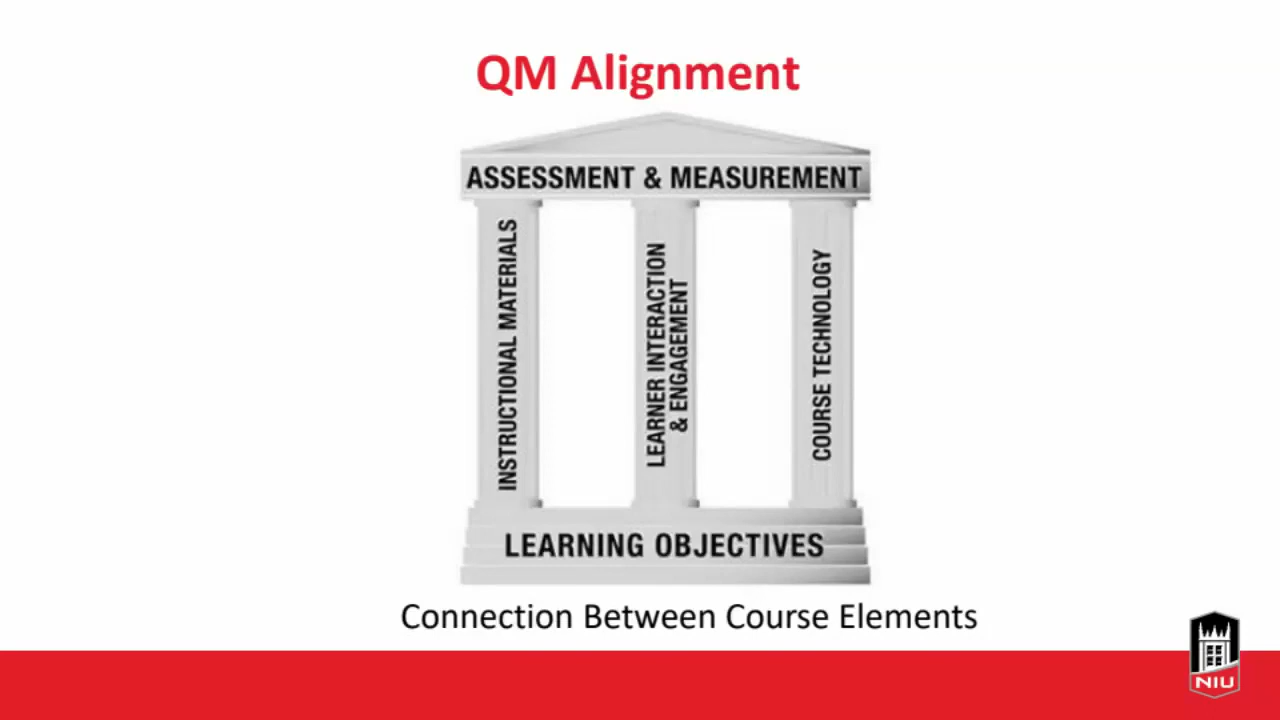 QM Alignment
ASSESSMENT & MEASUREMENT
INSTRUCTIONAL MATERIALS
LEARNER INTERACTION
& ENGAGEMENT
COURSE TECHNOLOGY
LEARNING OBJECTIVES
Connection Between Course Elements
NIU